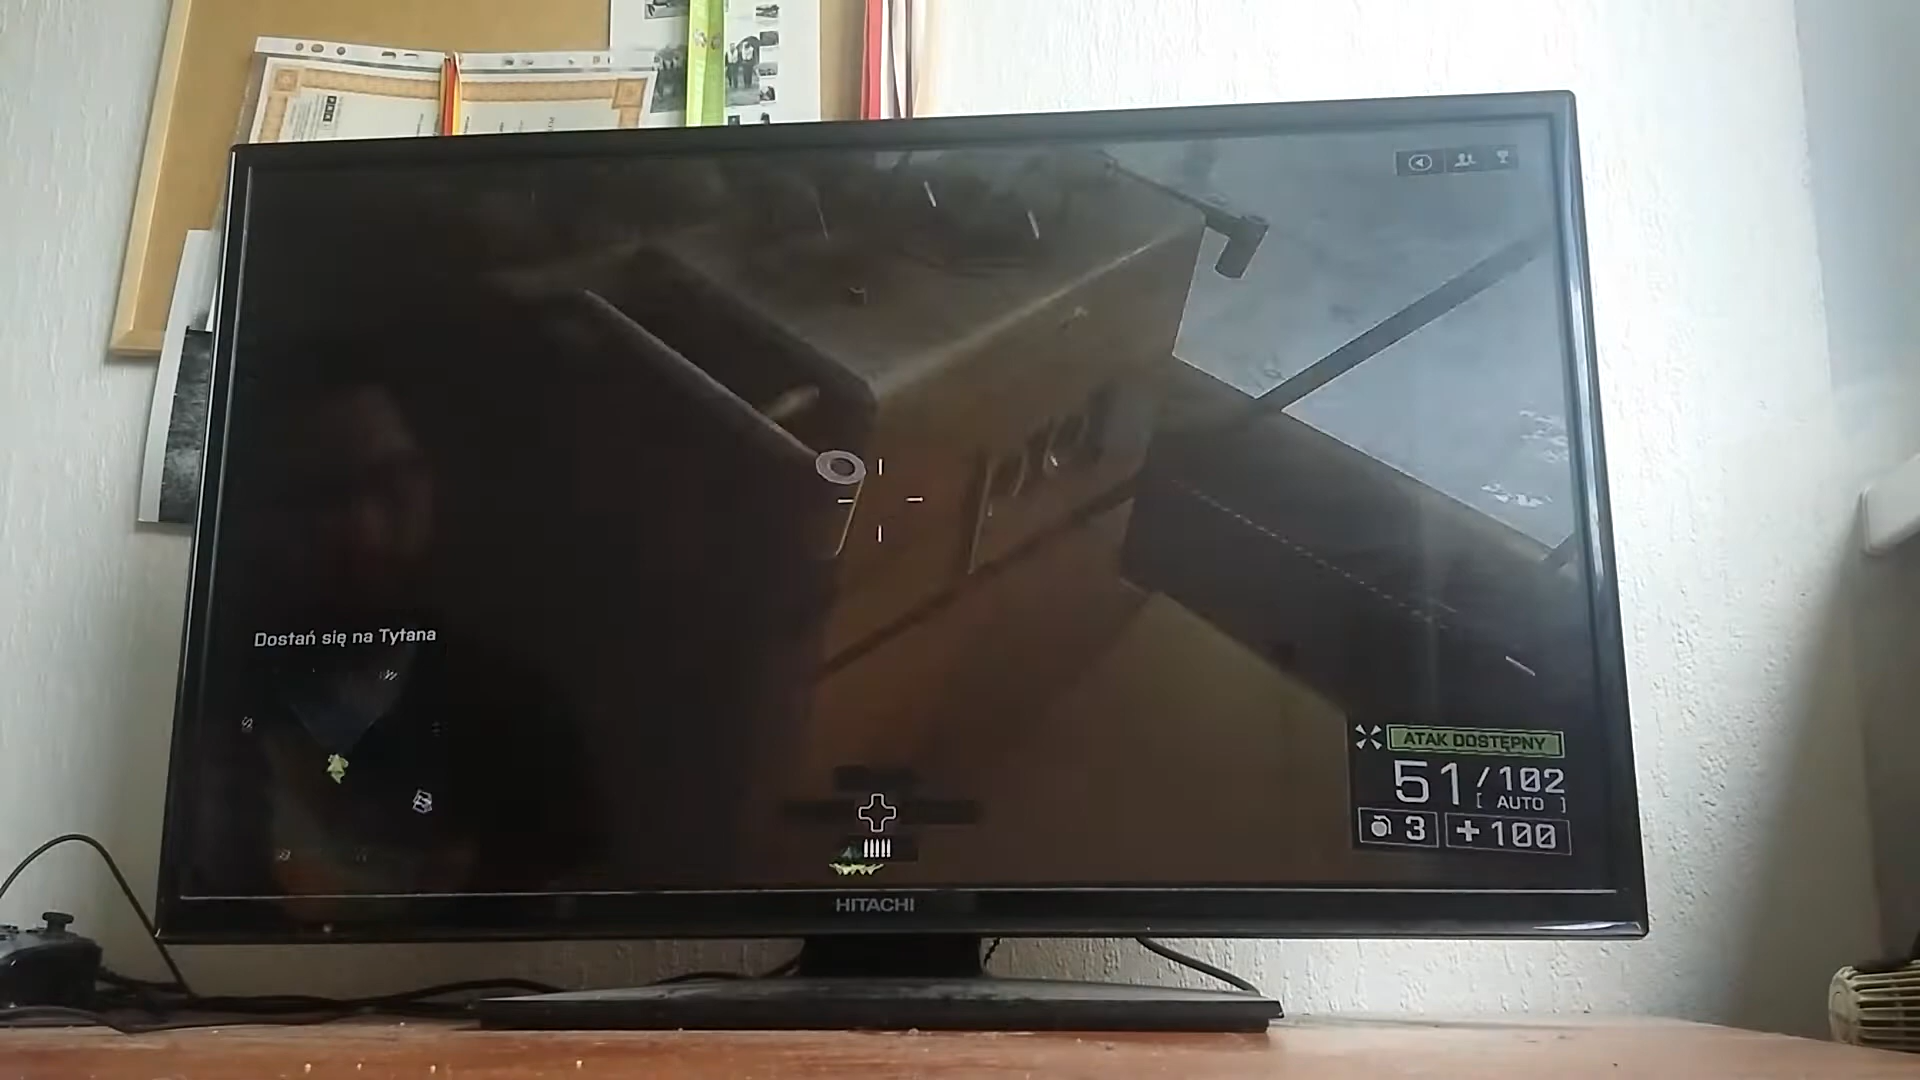 Dostań się na Tytana
ATAK DOSTĘPNY
51/102
[ AUTO ]
3
+100
HITACHI